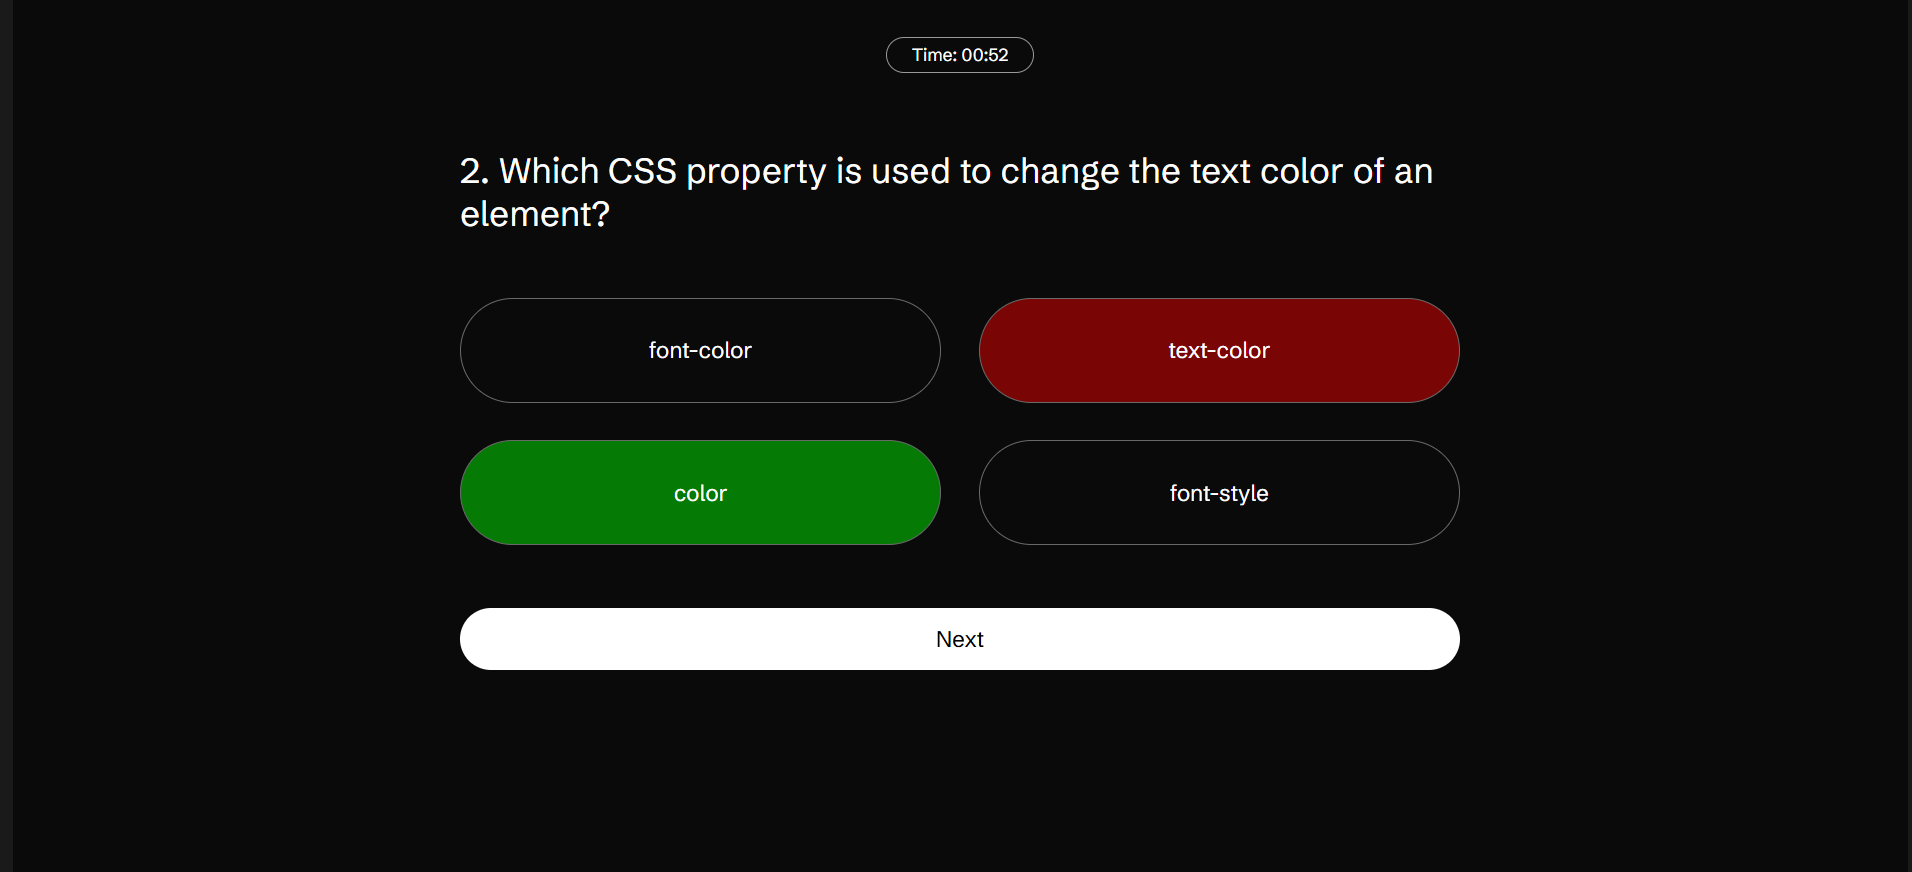 Time: 00:52
2. Which CSS property is used to change the text color of an
element?
font-color
text-color
color
font-style
Next